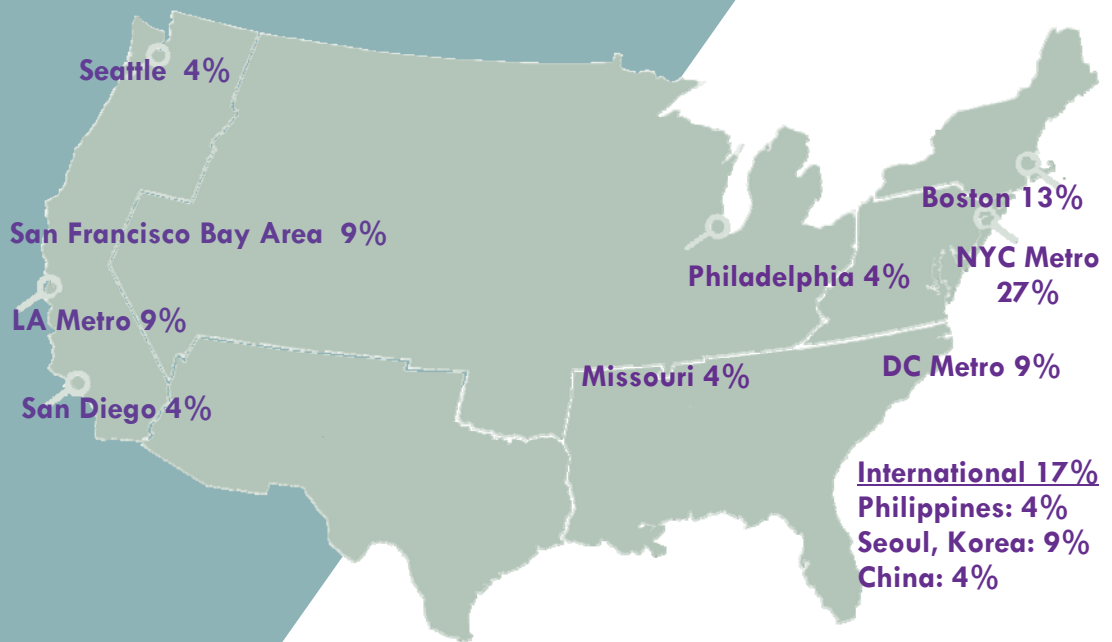 Seattle 4%
Boston 13%
San Francisco Bay Area 9%
NYC Metro
27%
Philadelphia 4%
LA Metro 9%
Missouri 4%
DC Metro 9%
San Diego 4%
International 17%
Philippines: 4%
Seoul, Korea: 9%
China: 4%